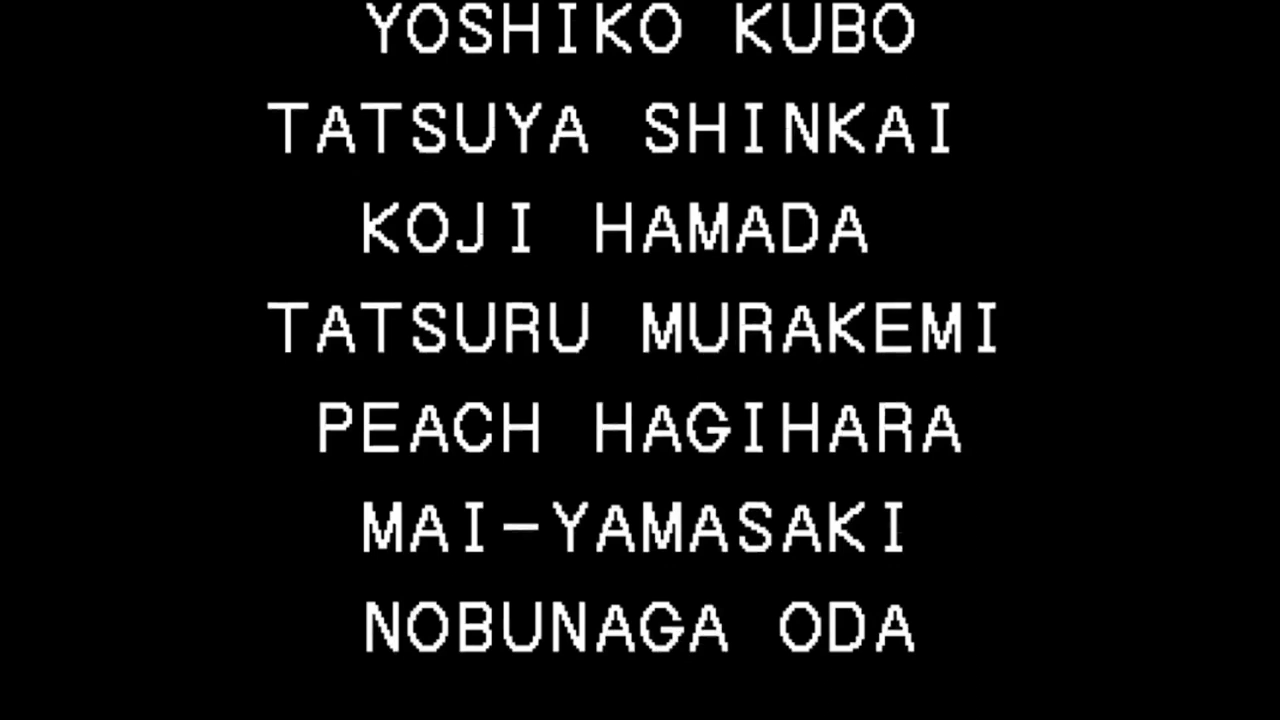 YOSHIKO KUBO
TATSUYA SHINKAI
KOJI HAMADA
TATSURU MURAKEMI
PEACH HAGIHARA
MAI-YAMASAKI
NOBUNAGA ODA